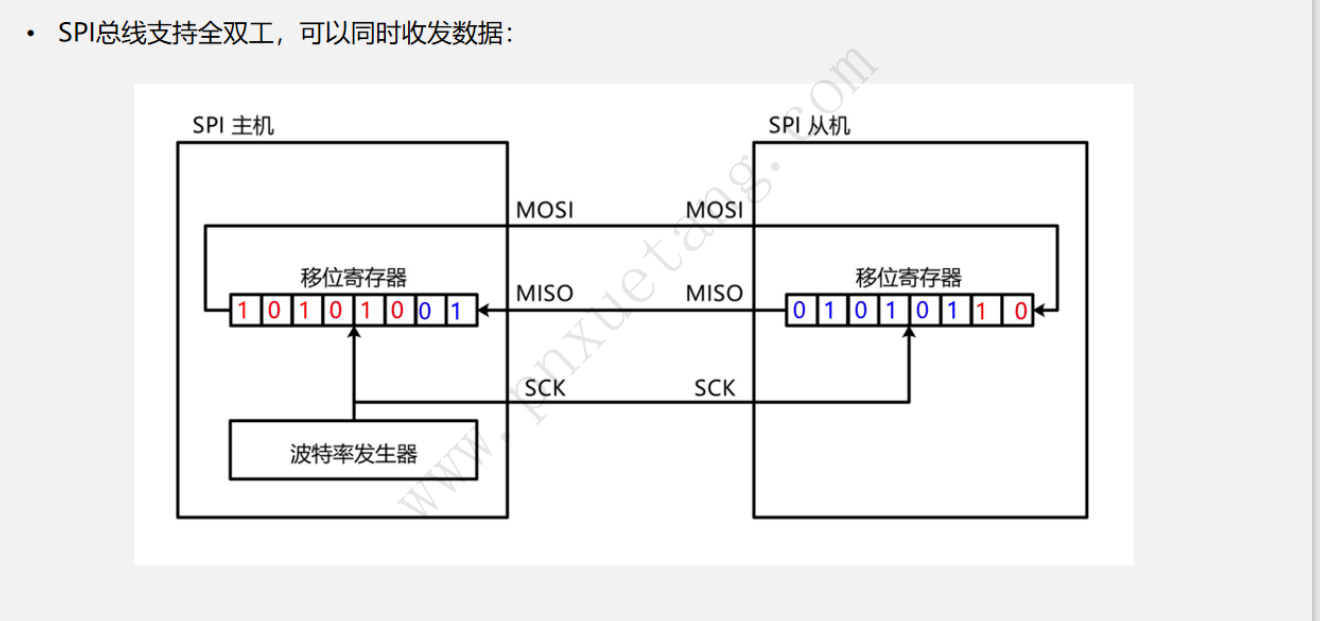 • SPI总线支持全双工，可以同时收发数据：
SPI 主机
SPI 从机
MOSI MOSI
移位寄存器
移位寄存器
MISO MISO
1 0 1 0 1 0 0 1
0 1 0 1 0 1 1 0
SCK SCK
波特率发生器
www.pnxuetang.com